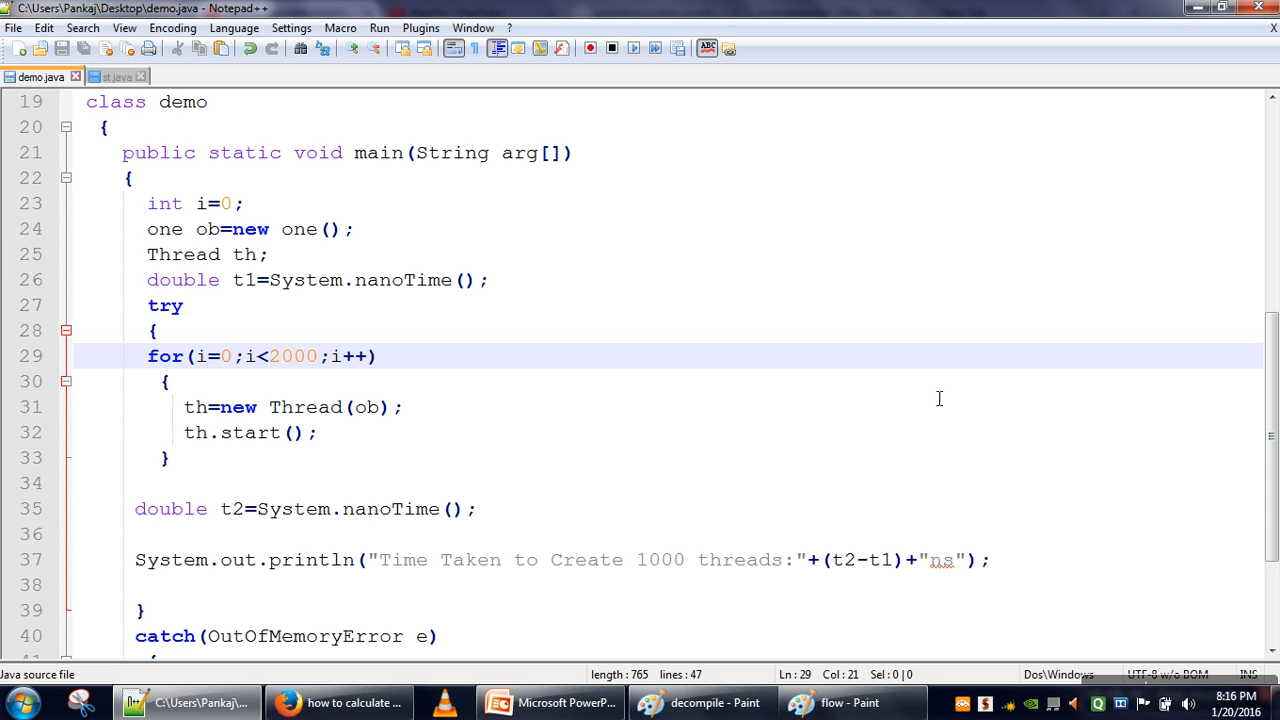 C:\Users\Pankaj\Desktop\demo.java - Notepad++
File Edit Search View Encoding Language Settings Macro Run Plugins Window ? X
ABC
demo.java st.java
19 class demo
20 {
21 public static void main(String arg[])
22 {
23 int i=0;
24 one ob=new one();
25 Thread th;
26 double t1=System.nanoTime();
27 try
28 {
29 for(i=0;i<2000;i++)
30 {
31 th=new Thread(ob);
32 th.start();
33 }
34
35 double t2=System.nanoTime();
36
37 System.out.println("Time Taken to Create 1000 threads:"+(t2-t1)+"ns");
38
39 }
40 catch(OutOfMemoryError e)
41 {
Java source file length : 765 lines : 47 Ln : 29 Col : 21 Sel : 0 | 0 Dos\Windows UTF-8 w/o BOM INS
C:\Users\Pankaj\... how to calculate ... Microsoft PowerP... decompile - Paint flow - Paint 8:16 PM
1/20/2016